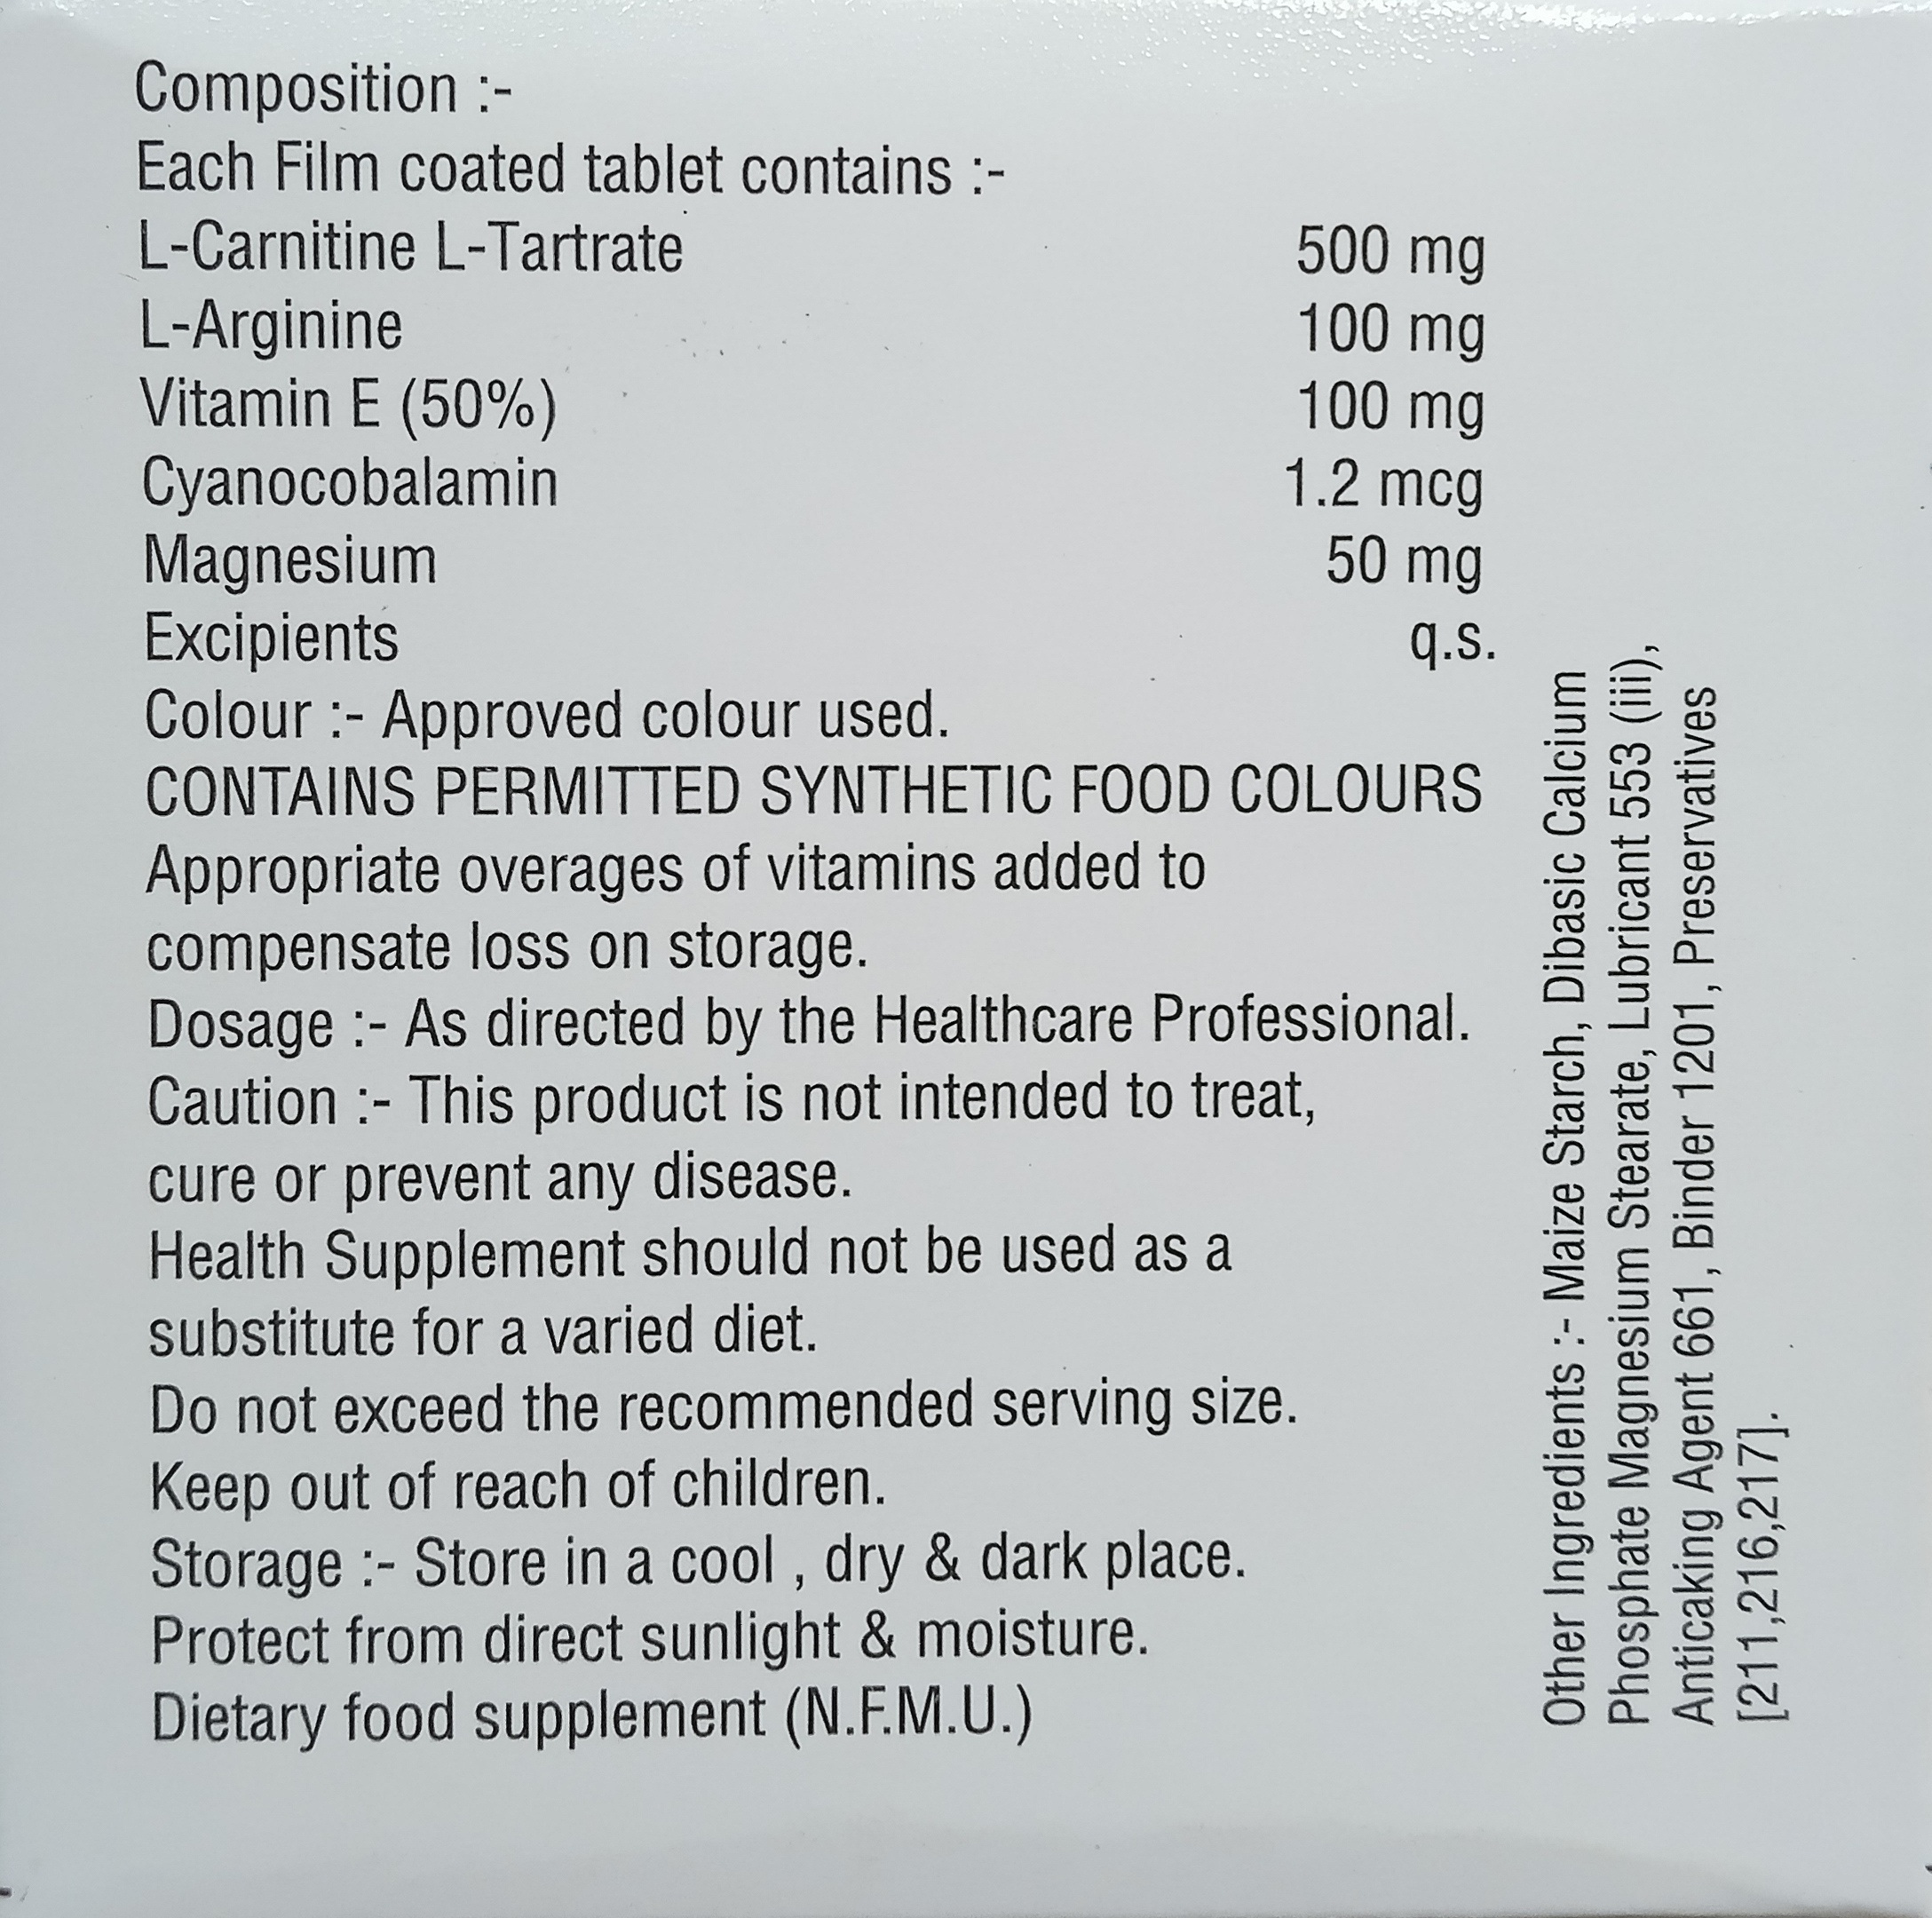 Composition :-
Each Film coated tablet contains :-
L-Carnitine L-Tartrate 500 mg
L-Arginine 100 mg
Vitamin E (50%) 100 mg
Cyanocobalamin 1.2 mcg
Magnesium 50 mg
Excipients q.s.
Colour :- Approved colour used.
CONTAINS PERMITTED SYNTHETIC FOOD COLOURS
Appropriate overages of vitamins added to
compensate loss on storage.
Dosage :- As directed by the Healthcare Professional.
Caution :- This product is not intended to treat,
cure or prevent any disease.
Health Supplement should not be used as a
substitute for a varied diet.
Do not exceed the recommended serving size.
Keep out of reach of children.
Storage :- Store in a cool , dry & dark place.
Protect from direct sunlight & moisture.
Dietary food supplement (N.F.M.U.)
Other Ingredients :- Maize Starch, Dibasic Calcium
Phosphate Magnesium Stearate, Lubricant 553 (iii),
Anticaking Agent 661, Binder 1201, Preservatives
[211,216,217].